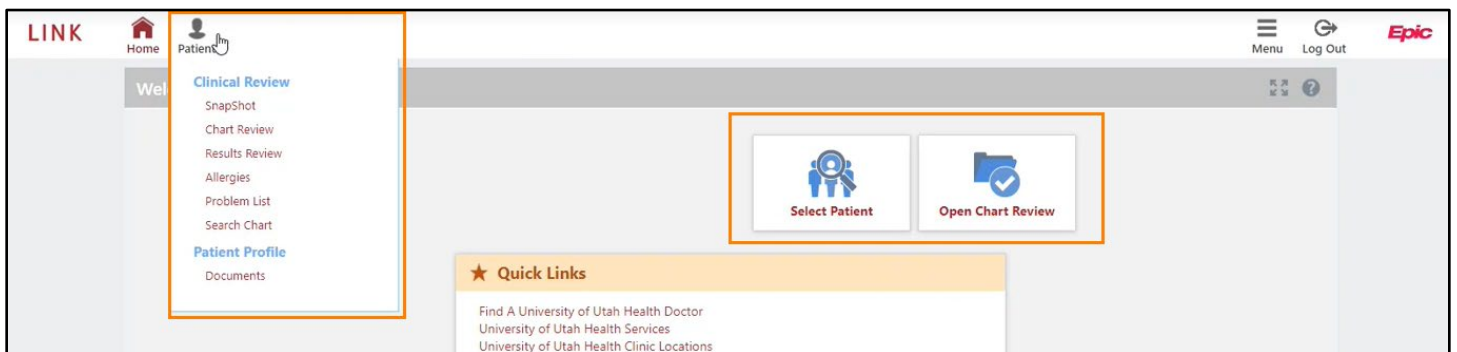 LINK
Home
Patient
Menu
Log Out
Epic
Clinical Review
SnapShot
Chart Review
Results Review
Allergies
Problem List
Search Chart
Patient Profile
Documents
Wel
Select Patient
Open Chart Review
Quick Links
Find A University of Utah Health Doctor
University of Utah Health Services
University of Utah Health Clinic Locations